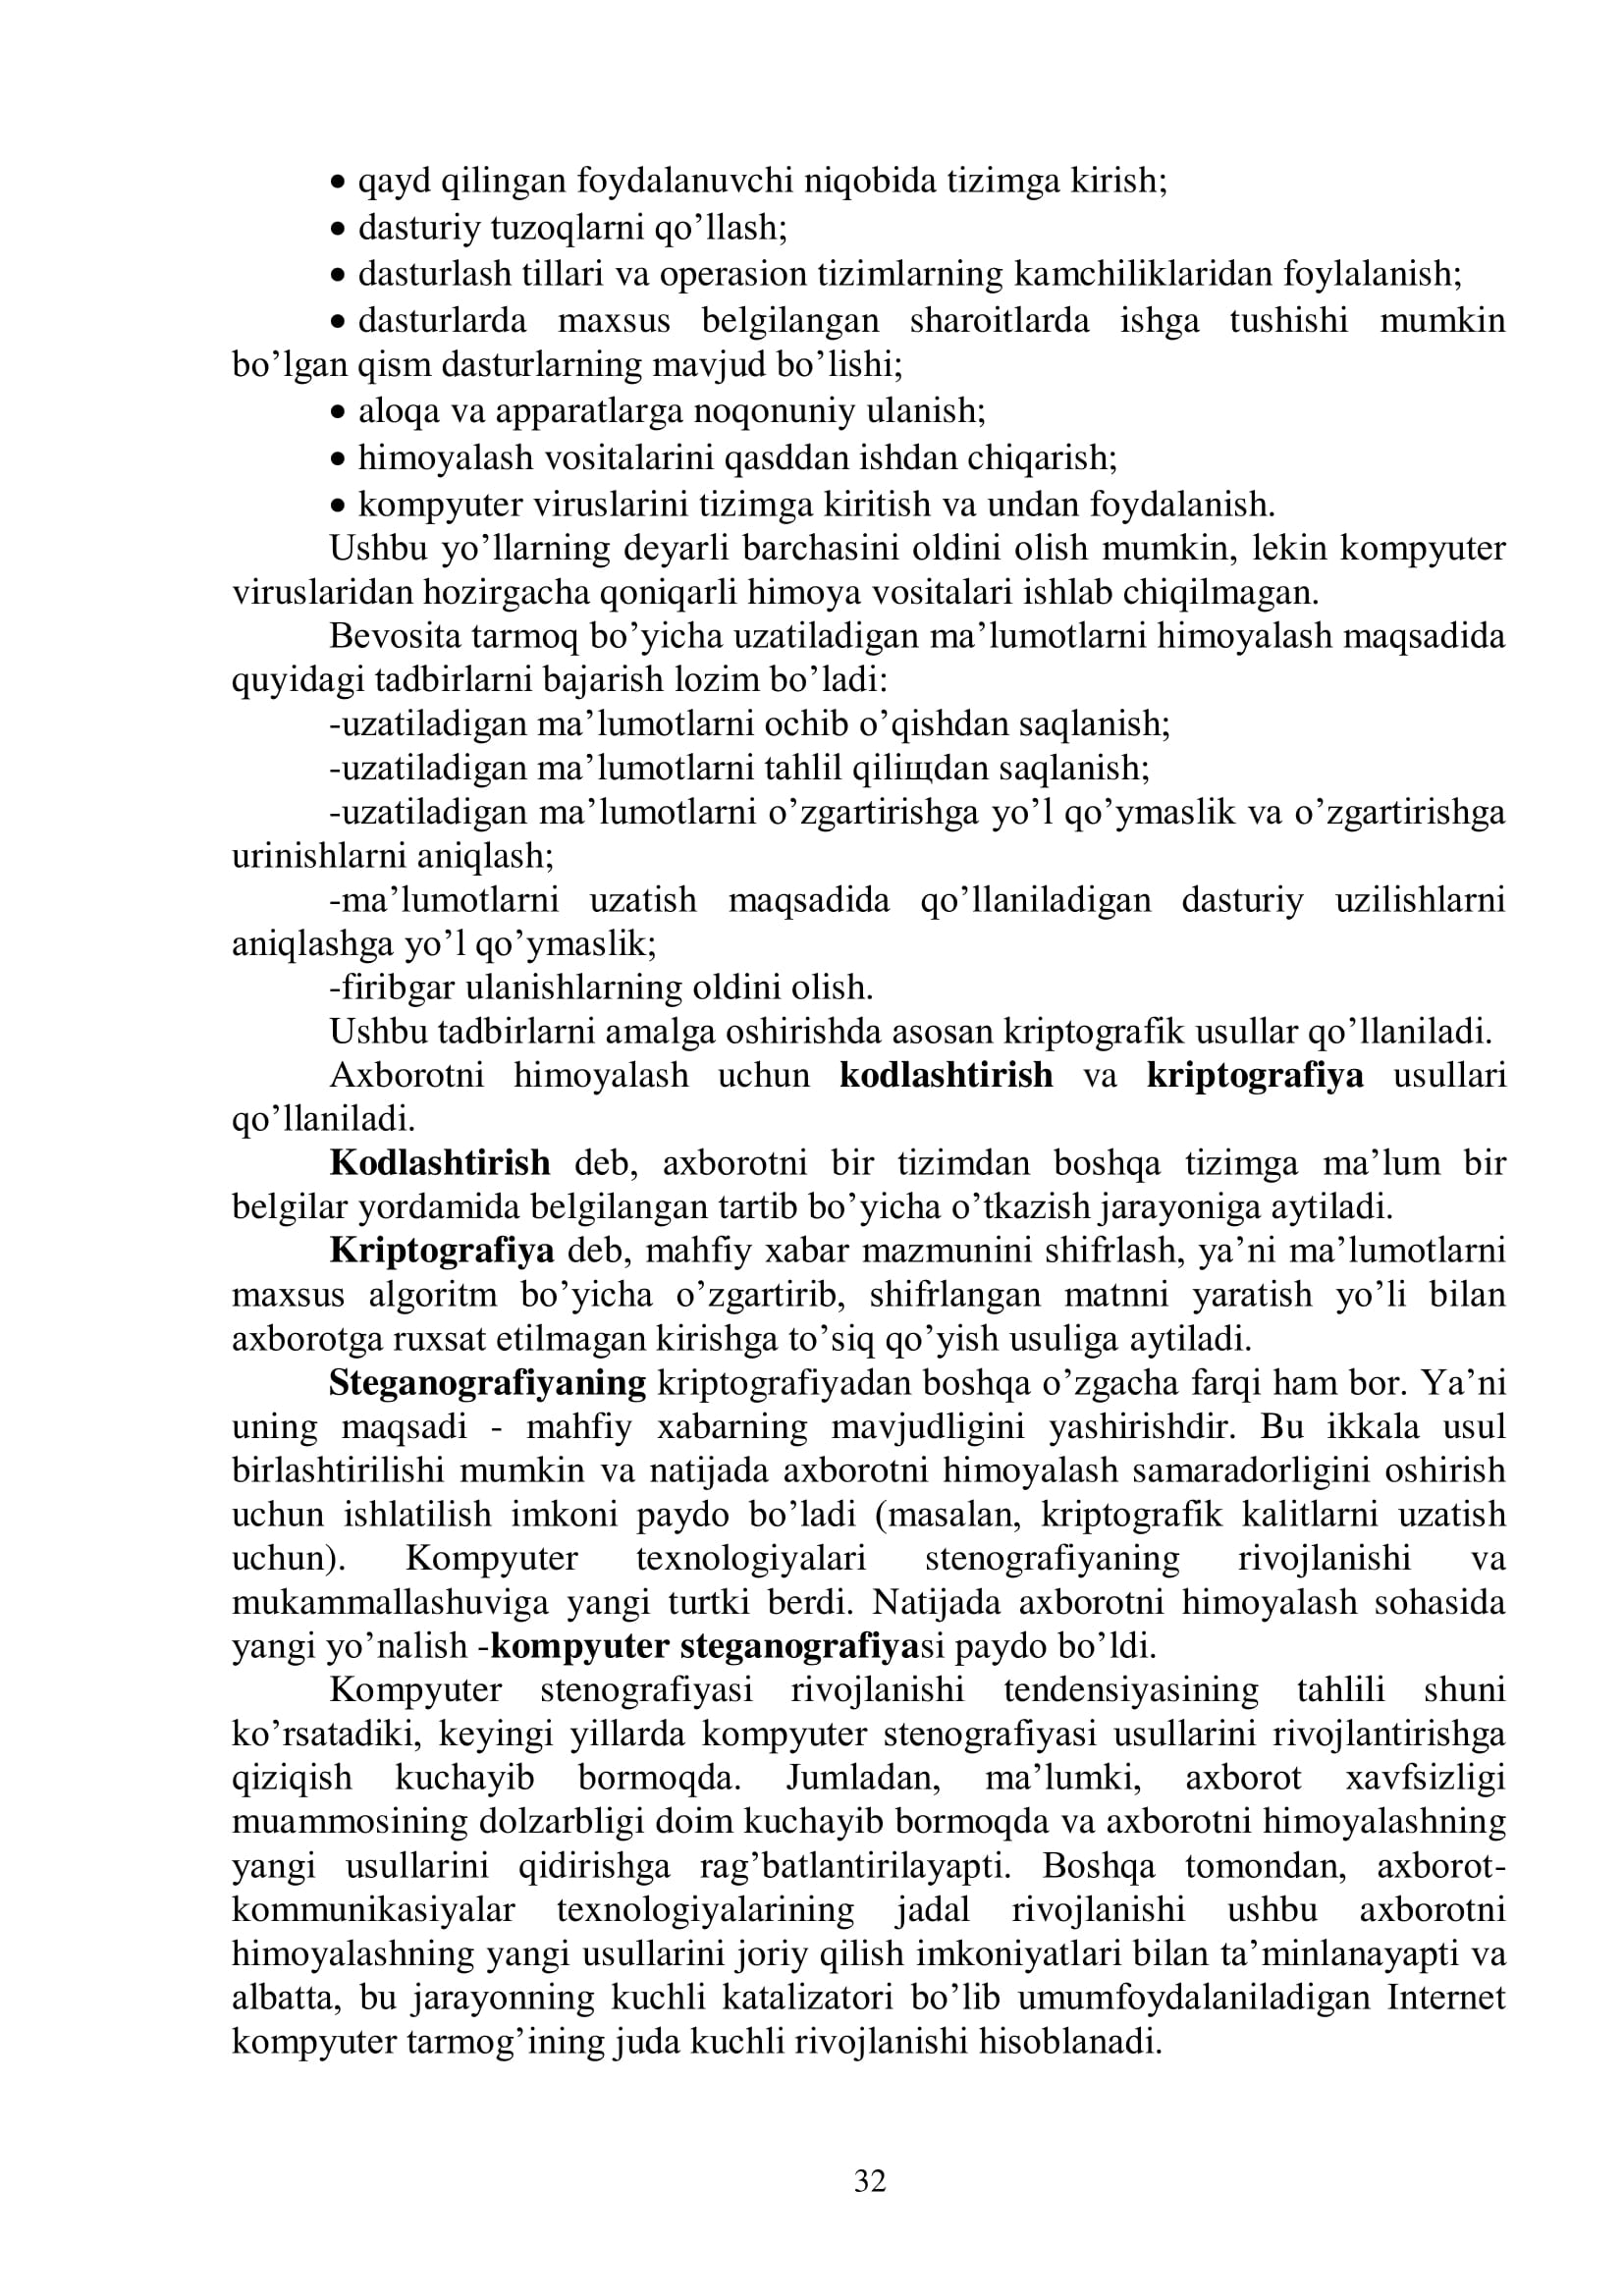 • qayd qilingan foydalanuvchi niqobida tizimga kirish;
• dasturiy tuzoqlarni qo’llash;
• dasturlash tillari va operasion tizimlarning kamchiliklaridan foylalanish;
• dasturlarda maxsus belgilangan sharoitlarda ishga tushishi mumkin
bo’lgan qism dasturlarning mavjud bo’lishi;
• aloqa va apparatlarga noqonuniy ulanish;
• himoyalash vositalarini qasddan ishdan chiqarish;
• kompyuter viruslarini tizimga kiritish va undan foydalanish.
Ushbu yo’llarning deyarli barchasini oldini olish mumkin, lekin kompyuter
viruslaridan hozirgacha qoniqarli himoya vositalari ishlab chiqilmagan.
Bevosita tarmoq bo’yicha uzatiladigan ma’lumotlarni himoyalash maqsadida
quyidagi tadbirlarni bajarish lozim bo’ladi:
-uzatiladigan ma’lumotlarni ochib o’qishdan saqlanish;
-uzatiladigan ma’lumotlarni tahlil qiliщdan saqlanish;
-uzatiladigan ma’lumotlarni o’zgartirishga yo’l qo’ymaslik va o’zgartirishga
urinishlarni aniqlash;
-ma’lumotlarni uzatish maqsadida qo’llaniladigan dasturiy uzilishlarni
aniqlashga yo’l qo’ymaslik;
-firibgar ulanishlarning oldini olish.
Ushbu tadbirlarni amalga oshirishda asosan kriptografik usullar qo’llaniladi.
Axborotni himoyalash uchun kodlashtirish va kriptografiya usullari
qo’llaniladi.
Kodlashtirish deb, axborotni bir tizimdan boshqa tizimga ma’lum bir
belgilar yordamida belgilangan tartib bo’yicha o’tkazish jarayoniga aytiladi.
Kriptografiya deb, mahfiy xabar mazmunini shifrlash, ya’ni ma’lumotlarni
maxsus algoritm bo’yicha o’zgartirib, shifrlangan matnni yaratish yo’li bilan
axborotga ruxsat etilmagan kirishga to’siq qo’yish usuliga aytiladi.
Steganografiyaning kriptografiyadan boshqa o’zgacha farqi ham bor. Ya’ni
uning maqsadi - mahfiy xabarning mavjudligini yashirishdir. Bu ikkala usul
birlashtirilishi mumkin va natijada axborotni himoyalash samaradorligini oshirish
uchun ishlatilish imkoni paydo bo’ladi (masalan, kriptografik kalitlarni uzatish
uchun). Kompyuter texnologiyalari stenografiyaning rivojlanishi va
mukammallashuviga yangi turtki berdi. Natijada axborotni himoyalash sohasida
yangi yo’nalish -kompyuter steganografiyasi paydo bo’ldi.
Kompyuter stenografiyasi rivojlanishi tendensiyasining tahlili shuni
ko’rsatadiki, keyingi yillarda kompyuter stenografiyasi usullarini rivojlantirishga
qiziqish kuchayib bormoqda. Jumladan, ma’lumki, axborot xavfsizligi
muammosining dolzarbligi doim kuchayib bormoqda va axborotni himoyalashning
yangi usullarini qidirishga rag’batlantirilayapti. Boshqa tomondan, axborot-
kommunikasiyalar texnologiyalarining jadal rivojlanishi ushbu axborotni
himoyalashning yangi usullarini joriy qilish imkoniyatlari bilan ta’minlanayapti va
albatta, bu jarayonning kuchli katalizatori bo’lib umumfoydalaniladigan Internet
kompyuter tarmog’ining juda kuchli rivojlanishi hisoblanadi.
32